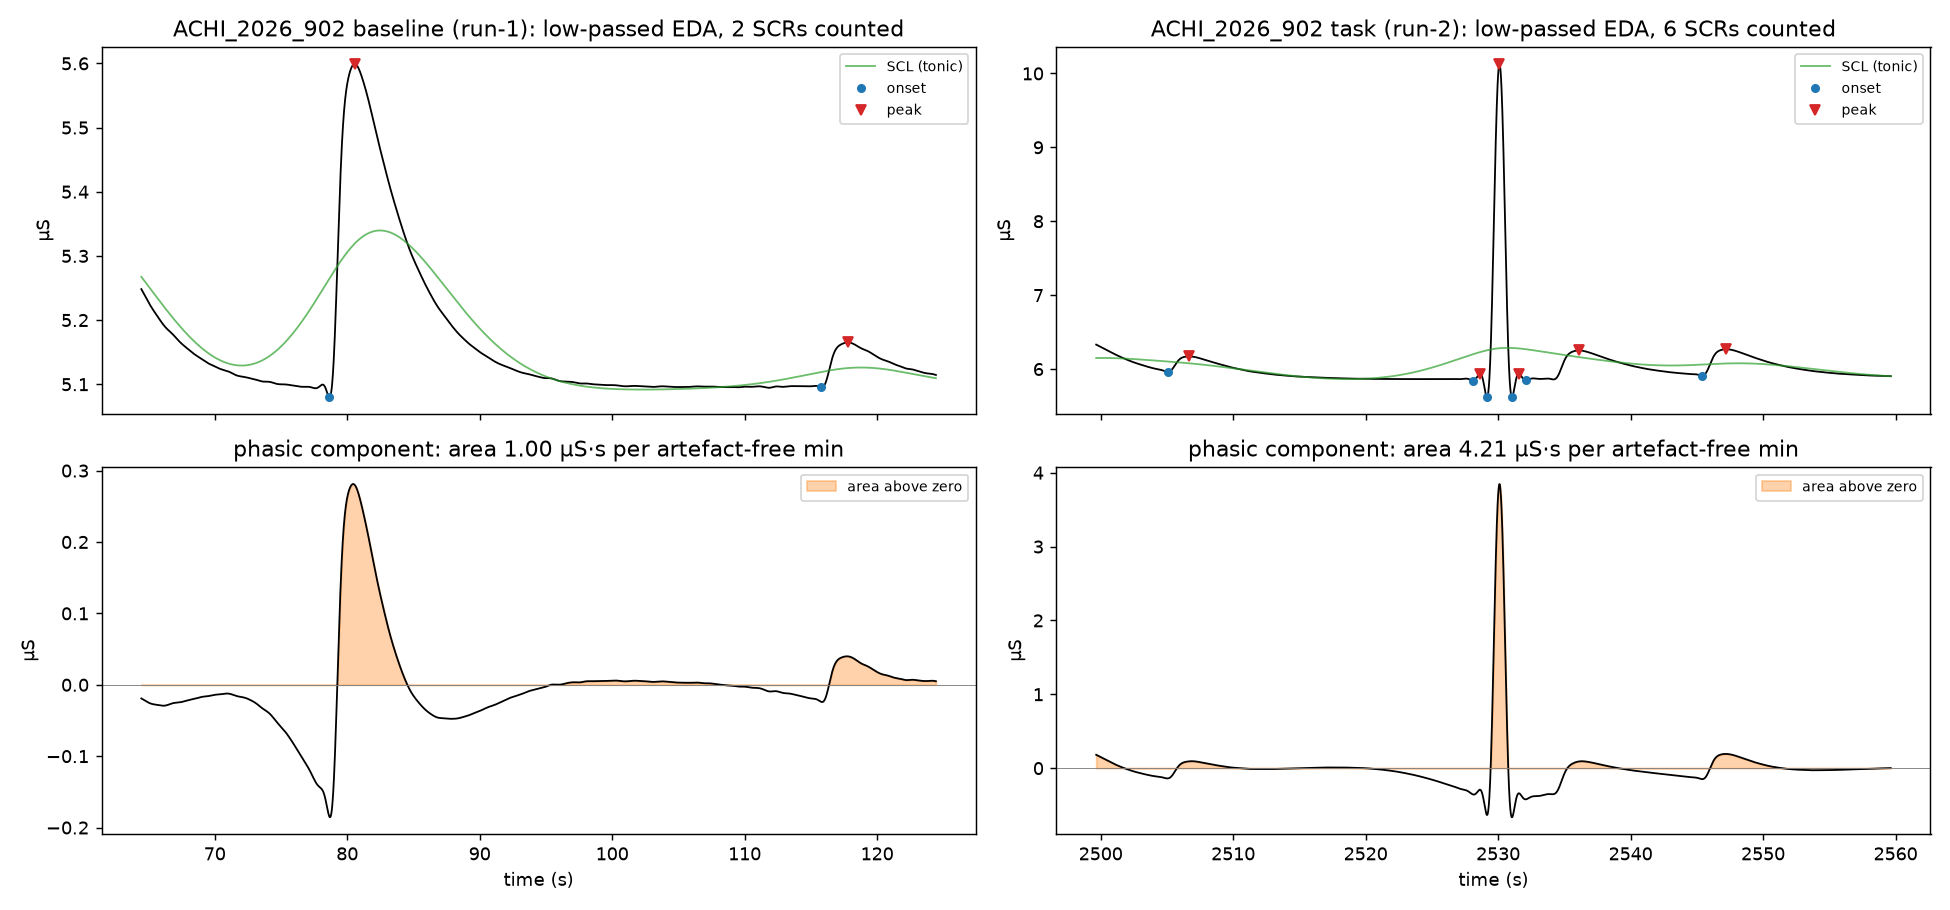 ACHI_2026_902 baseline (run-1): low-passed EDA, 2 SCRs counted
5.6
5.5
5.4
5.3
5.2
5.1
µS
SCL (tonic)
onset
peak
ACHI_2026_902 task (run-2): low-passed EDA, 6 SCRs counted
10
9
8
7
6
µS
SCL (tonic)
onset
peak
phasic component: area 1.00 µS·s per artefact-free min
0.3
0.2
0.1
0.0
−0.1
−0.2
µS
area above zero
70 80 90 100 110 120
time (s)
phasic component: area 4.21 µS·s per artefact-free min
4
3
2
1
0
µS
area above zero
2500 2510 2520 2530 2540 2550 2560
time (s)